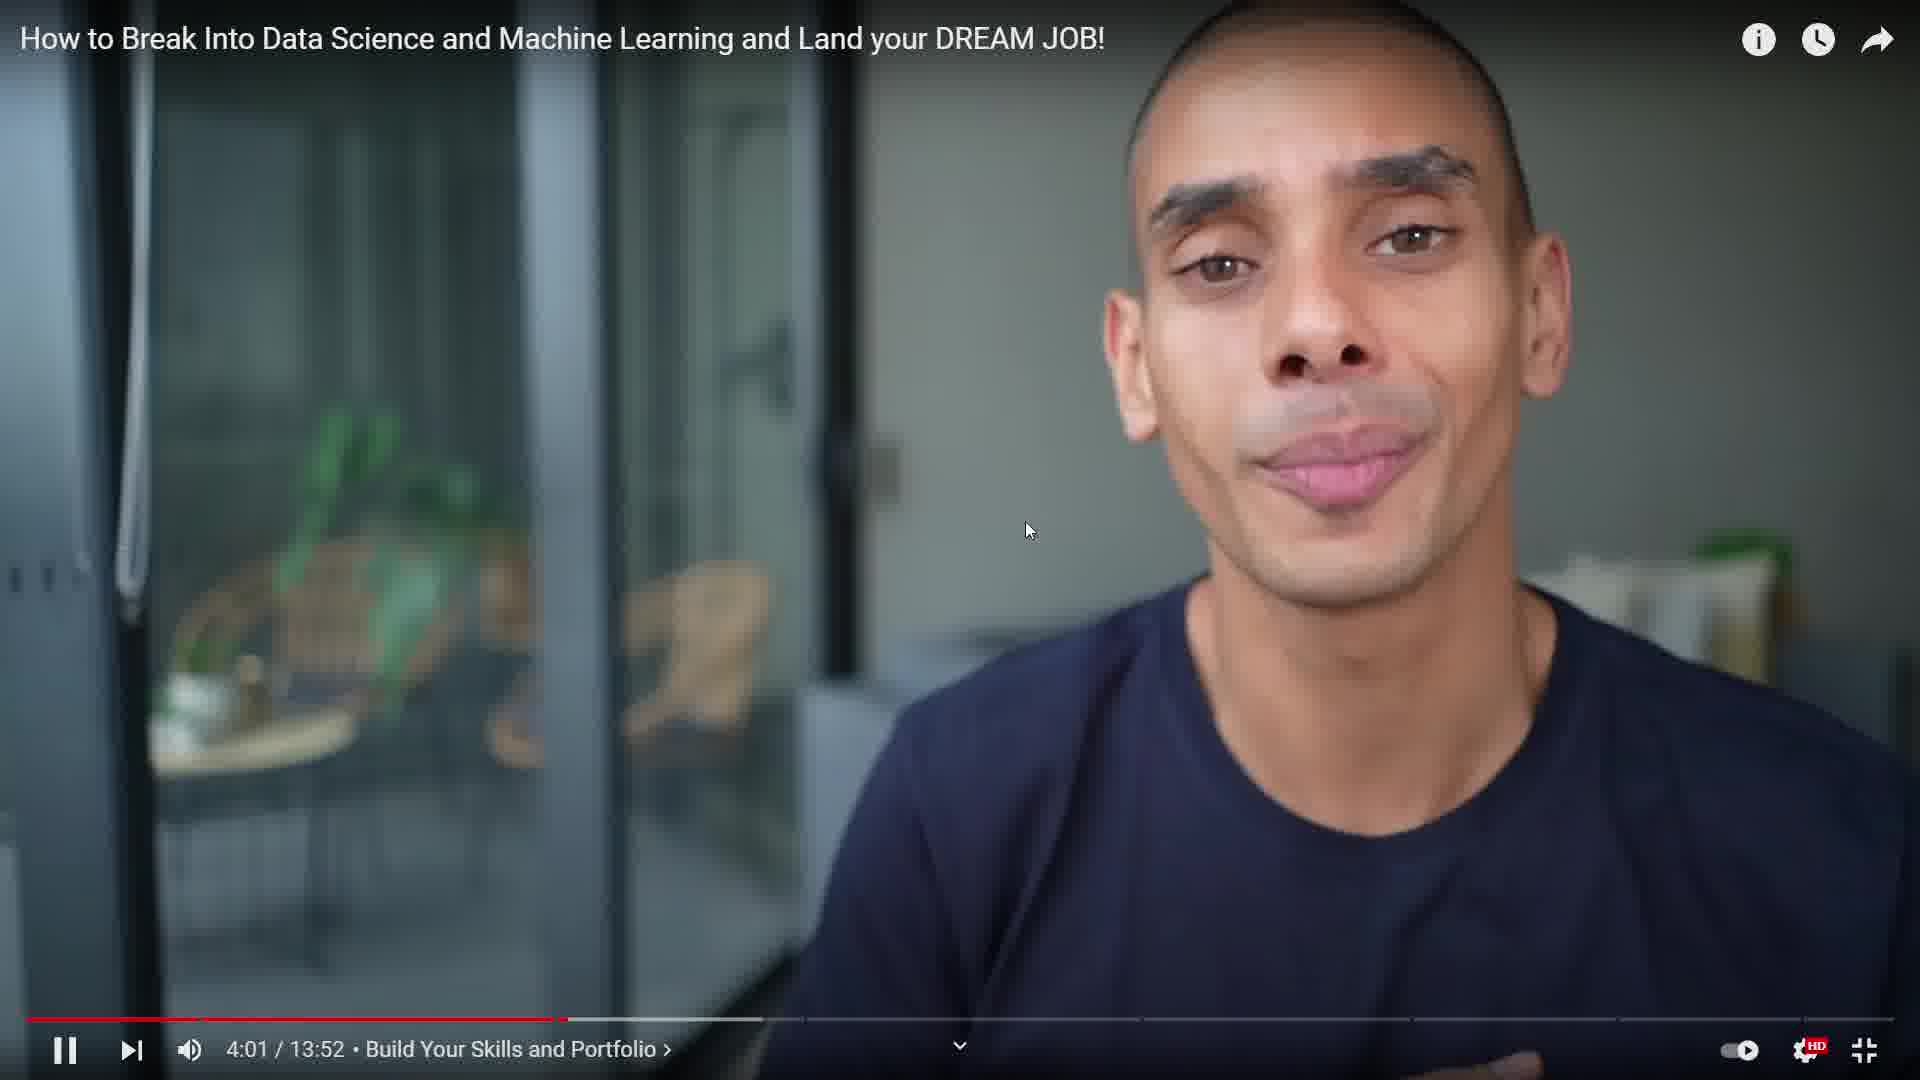 How to Break Into Data Science and Machine Learning and Land your DREAM JOB!
4:01 / 13:52 • Build Your Skills and Portfolio
HD